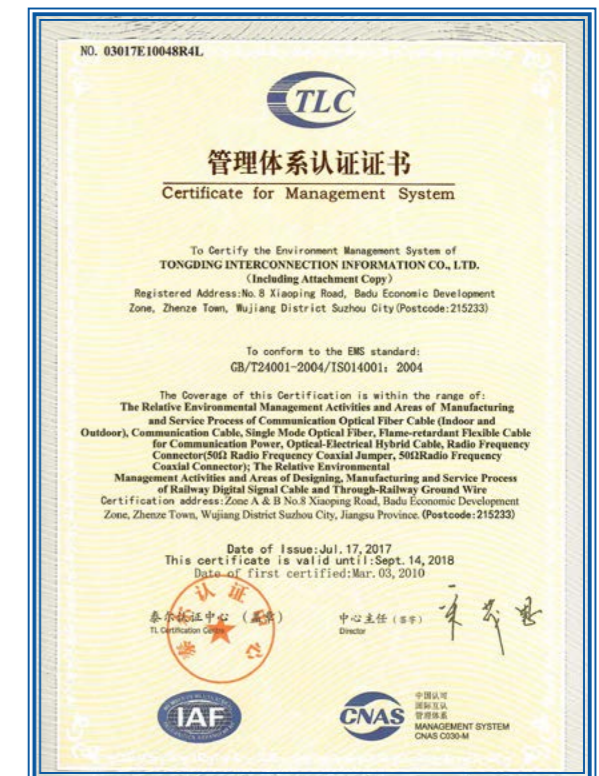 NO. 03017E10048R4L
TLC
管理体系认证证书
Certificate for Management System
To Certify the Environment Management System of
TONGDING INTERCONNECTION INFORMATION CO., LTD.
(Including Attachment Copy)
Registered Address:No. 8 Xiaoping Road, Badu Economic Development
Zone, Zhenze Town, Wujiang District Suzhou City(Postcode:215233)
To conform to the EMS standard:
GB/T24001-2004/ISO14001: 2004
The Coverage of this Certification is within the range of:
The Relative Environmental Management Activities and Areas of Manufacturing
and Service Process of Communication Optical Fiber Cable (Indoor and
Outdoor), Communication Cable, Single Mode Optical Fiber, Flame-retardant Flexible Cable
for Communication Power, Optical-Electrical Hybrid Cable, Radio Frequency
Connector(50Ω Radio Frequency Coaxial Jumper, 50ΩRadio Frequency
Coaxial Connector); The Relative Environmental
Management Activities and Areas of Designing, Manufacturing and Service Process
of Railway Digital Signal Cable and Through-Railway Ground Wire
Certification address:Zone A & B No.8 Xiaoping Road, Badu Economic Development
Zone, Zhenze Town, Wujiang District Suzhou City, Jiangsu Province. (Postcode:215233)
Date of Issue:Jul. 17, 2017
This certificate is valid until:Sept. 14, 2018
Date of first certified:Mar. 03, 2010
泰尔认证中心 (盖章)
TL Certification Centre
中心主任 (签字)
Director
IAF
CNAS
中国认可
国际互认
管理体系
MANAGEMENT SYSTEM
CNAS C030-M